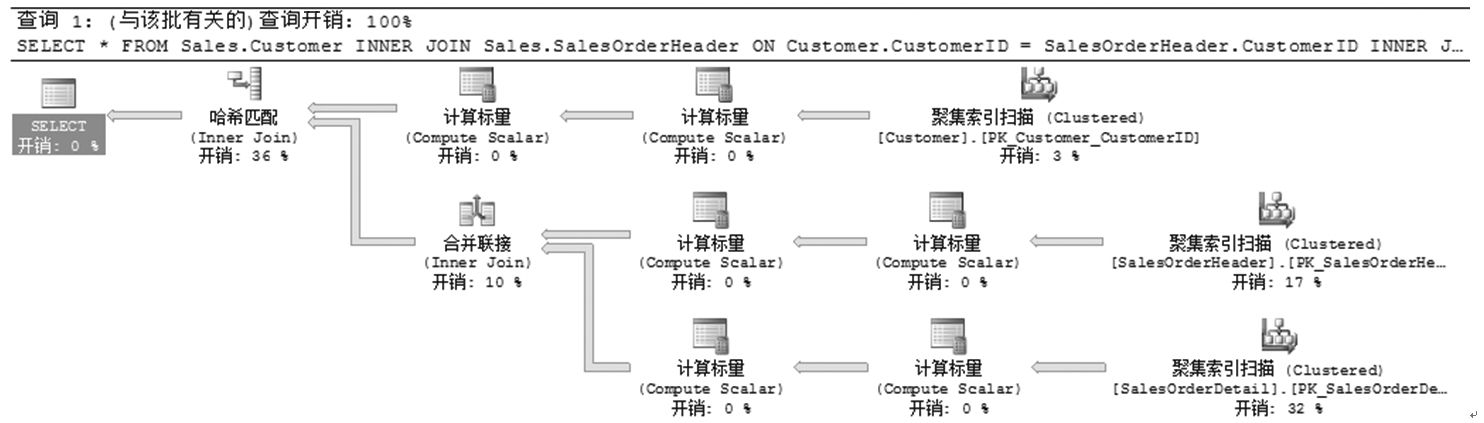 查询 1: (与该批有关的)查询开销: 100%
SELECT * FROM Sales.Customer INNER JOIN Sales.SalesOrderHeader ON Customer.CustomerID = SalesOrderHeader.CustomerID INNER J…
SELECT
开销: 0 %
哈希匹配
(Inner Join)
开销: 36 %
计算标量
(Compute Scalar)
开销: 0 %
计算标量
(Compute Scalar)
开销: 0 %
聚集索引扫描 (Clustered)
[Customer].[PK_Customer_CustomerID]
开销: 3 %
合并联接
(Inner Join)
开销: 10 %
计算标量
(Compute Scalar)
开销: 0 %
计算标量
(Compute Scalar)
开销: 0 %
聚集索引扫描 (Clustered)
[SalesOrderHeader].[PK_SalesOrderHe…
开销: 17 %
计算标量
(Compute Scalar)
开销: 0 %
计算标量
(Compute Scalar)
开销: 0 %
聚集索引扫描 (Clustered)
[SalesOrderDetail].[PK_SalesOrderDe…
开销: 32 %